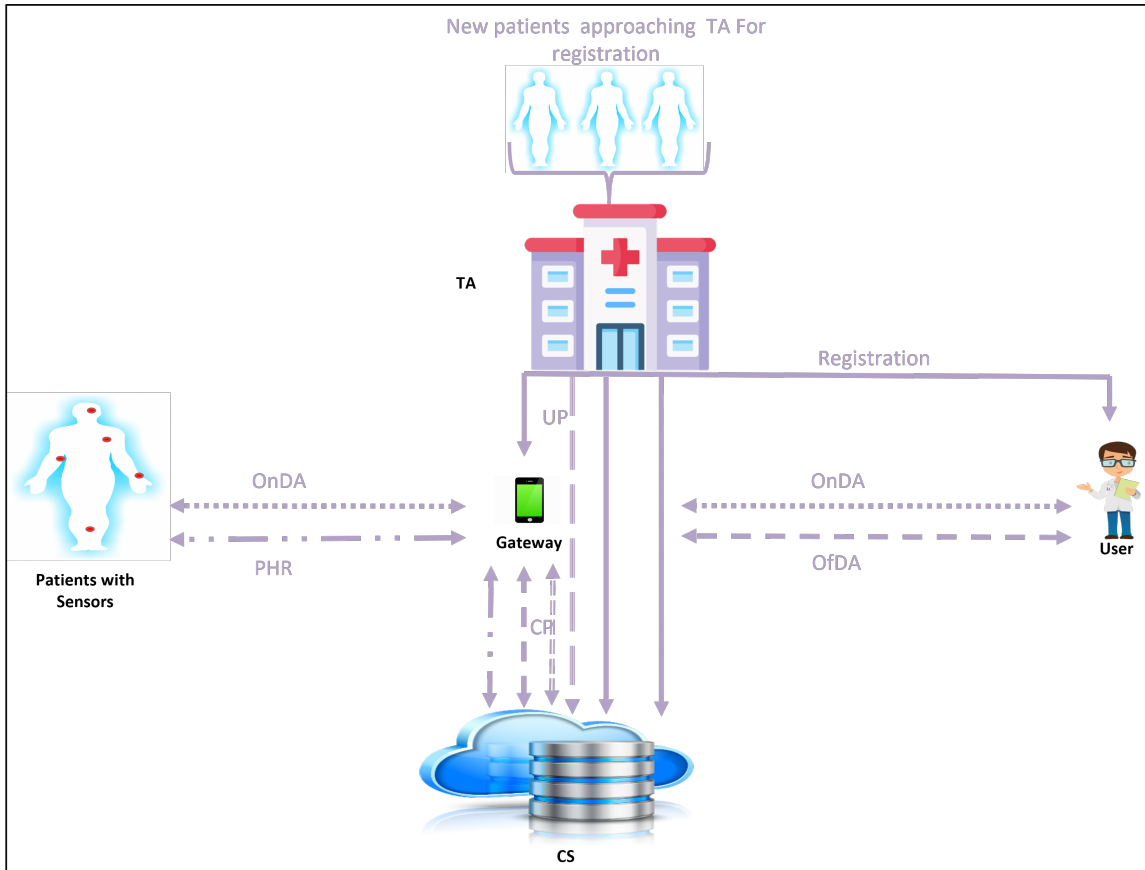 New patients approaching TA For
registration
TA
Registration
UP
OnDA
OnDA
Gateway
User
PHR
OfDA
Patients with
Sensors
CP
CS